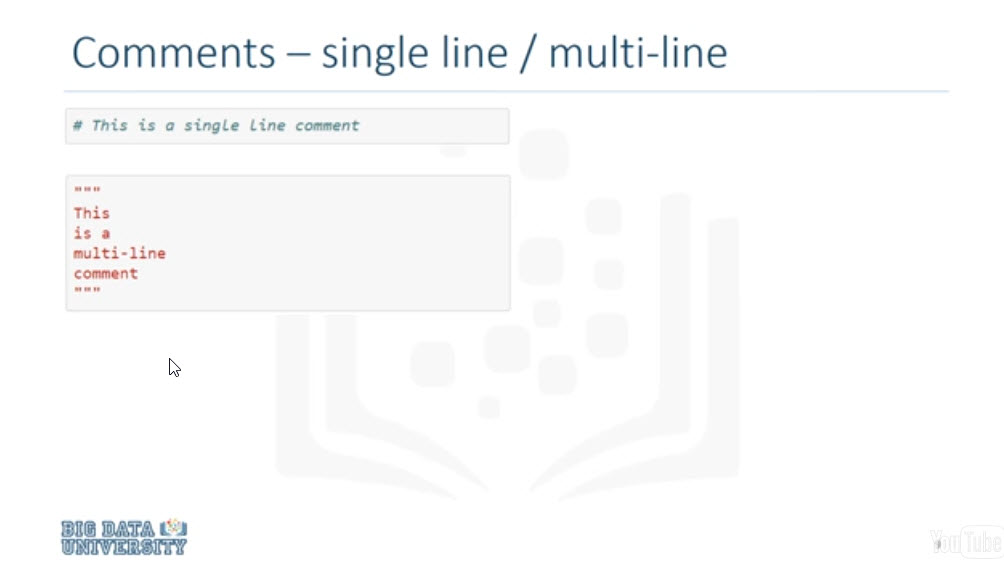 Comments – single line / multi-line
# This is a single line comment
"""
This
is a
multi-line
comment
"""
BIG DATA
UNIVERSITY
YouTube